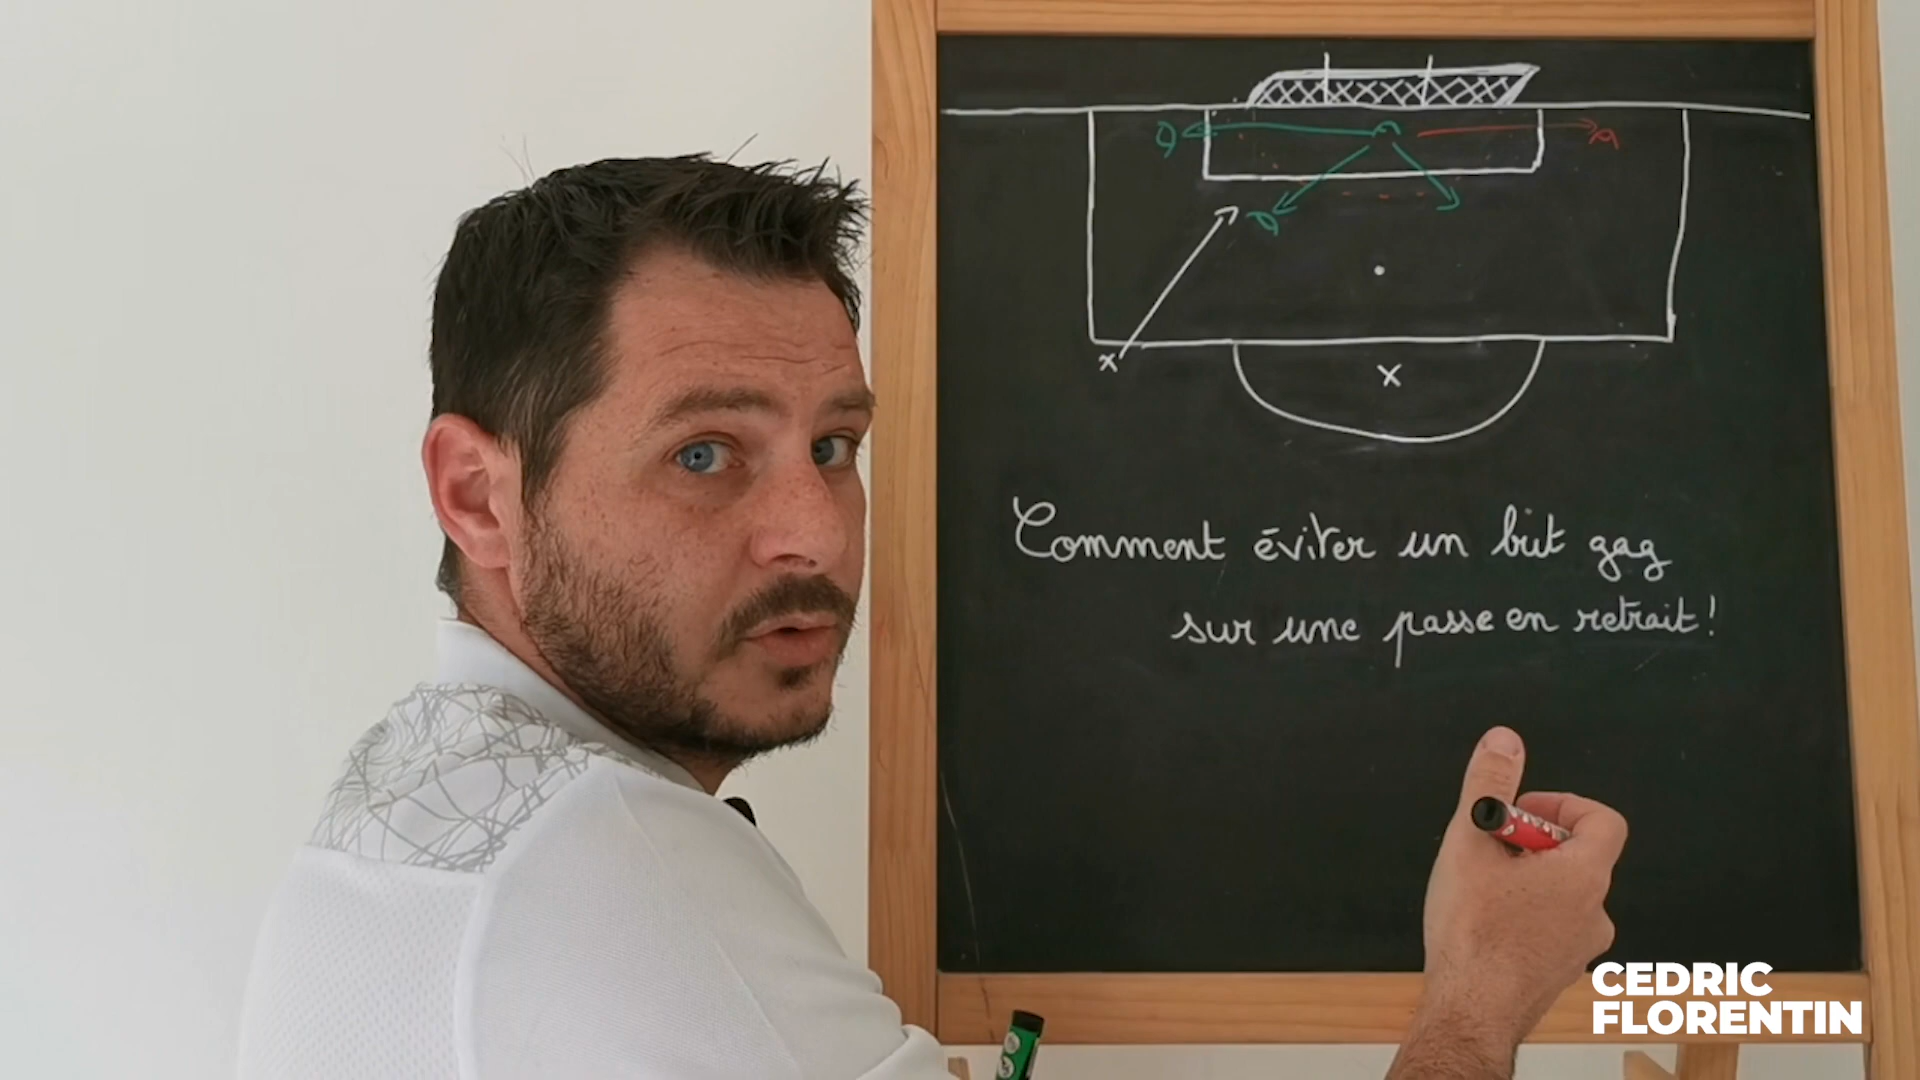 x
x
Comment éviter un but gag
sur une passe en retrait!
CEDRIC
FLORENTIN